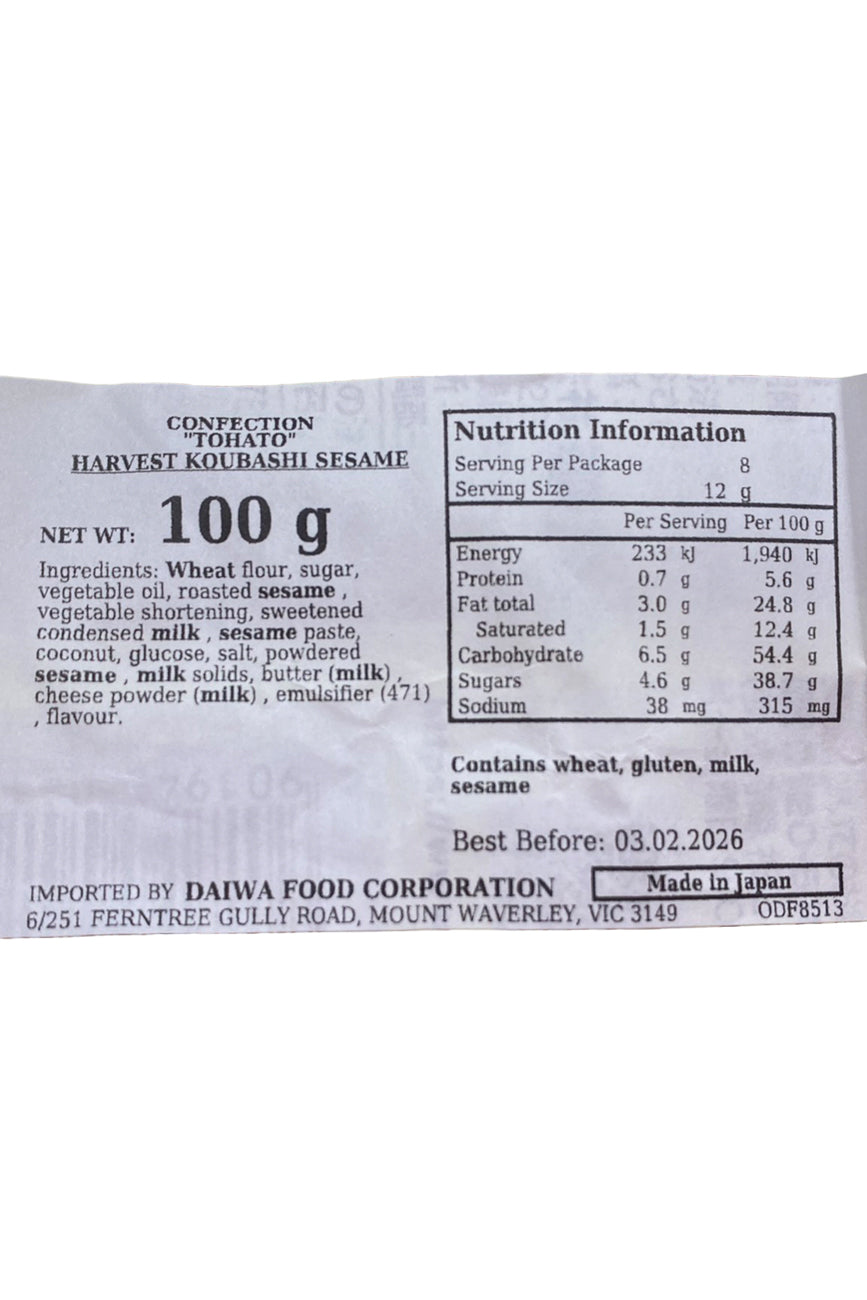 CONFECTION
"TOHATO"
HARVEST KOUBASHI SESAME
NET WT: 100 g
Ingredients: Wheat flour, sugar,
vegetable oil, roasted sesame ,
vegetable shortening, sweetened
condensed milk , sesame paste,
coconut, glucose, salt, powdered
sesame , milk solids, butter (milk) ,
cheese powder (milk) , emulsifier (471)
, flavour.
Nutrition Information
Serving Per Package 8
Serving Size 12 g
Per Serving Per 100 g
Energy 233 kJ 1,940 kJ
Protein 0.7 g 5.6 g
Fat total 3.0 g 24.8 g
Saturated 1.5 g 12.4 g
Carbohydrate 6.5 g 54.4 g
Sugars 4.6 g 38.7 g
Sodium 38 mg 315 mg
Contains wheat, gluten, milk,
sesame
Best Before: 03.02.2026
IMPORTED BY DAIWA FOOD CORPORATION
Made in Japan
6/251 FERNTREE GULLY ROAD, MOUNT WAVERLEY, VIC 3149
ODF8513